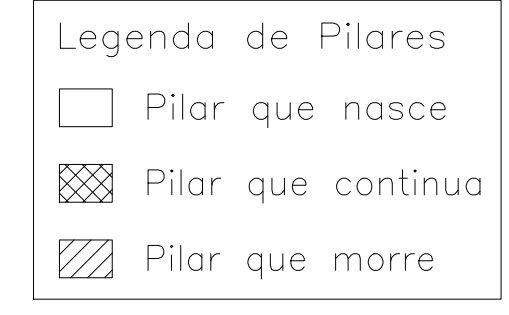 Legenda de Pilares
Pilar que nasce
Pilar que continua
Pilar que morre